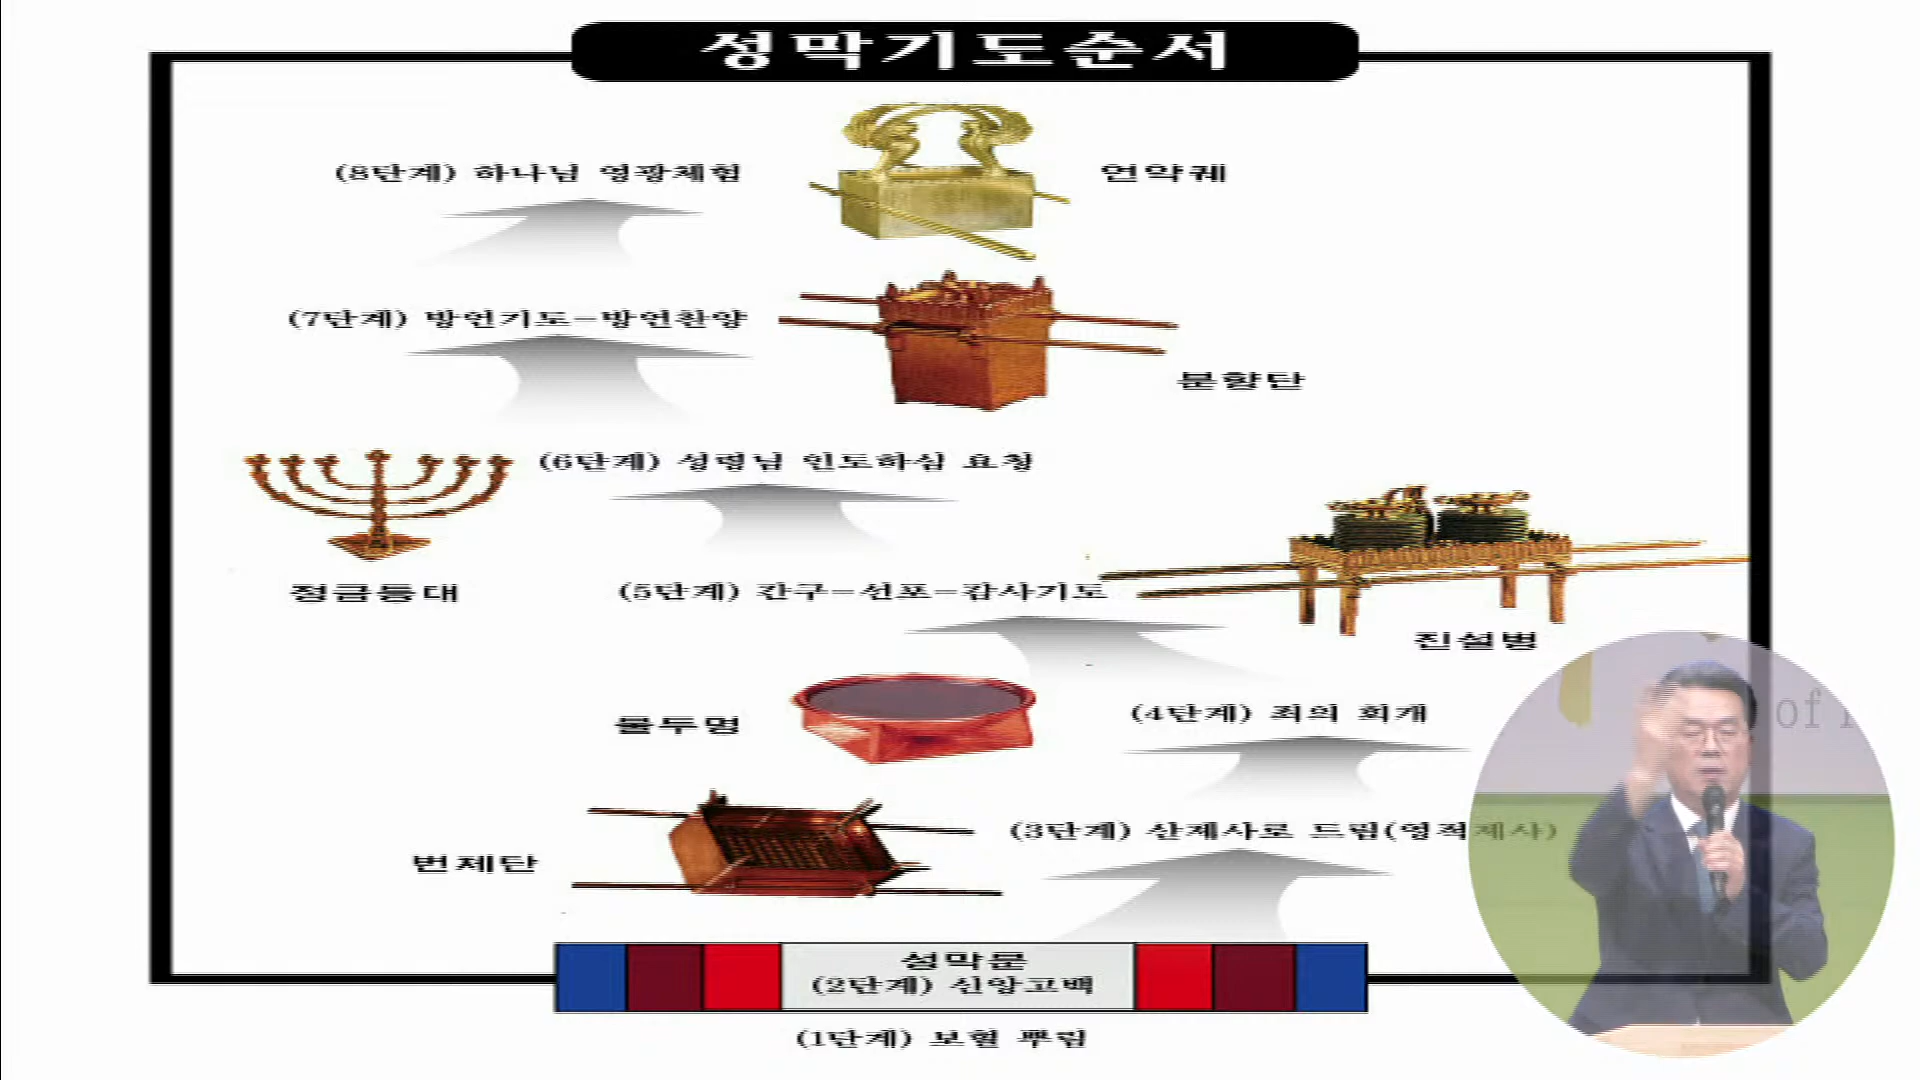 성막기도순서
(8단계) 하나님 영광체험
언약궤
(7단계) 방언기도-방언찬양
분향단
(6단계) 성령님 인도하심 요청
정금등대
(5단계) 간구-선포-감사기도
진설병
물두멍
(4단계) 죄의 회개
of
(3단계) 산제사로 드림(영적제사)
번제단
성막문
(2단계) 신앙고백
(1단계) 보혈 뿌림